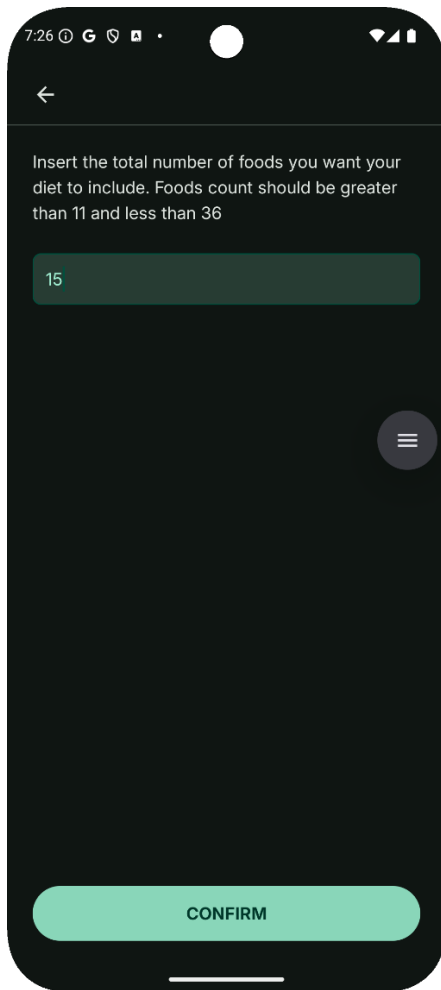 7:26
Insert the total number of foods you want your
diet to include. Foods count should be greater
than 11 and less than 36
15
CONFIRM